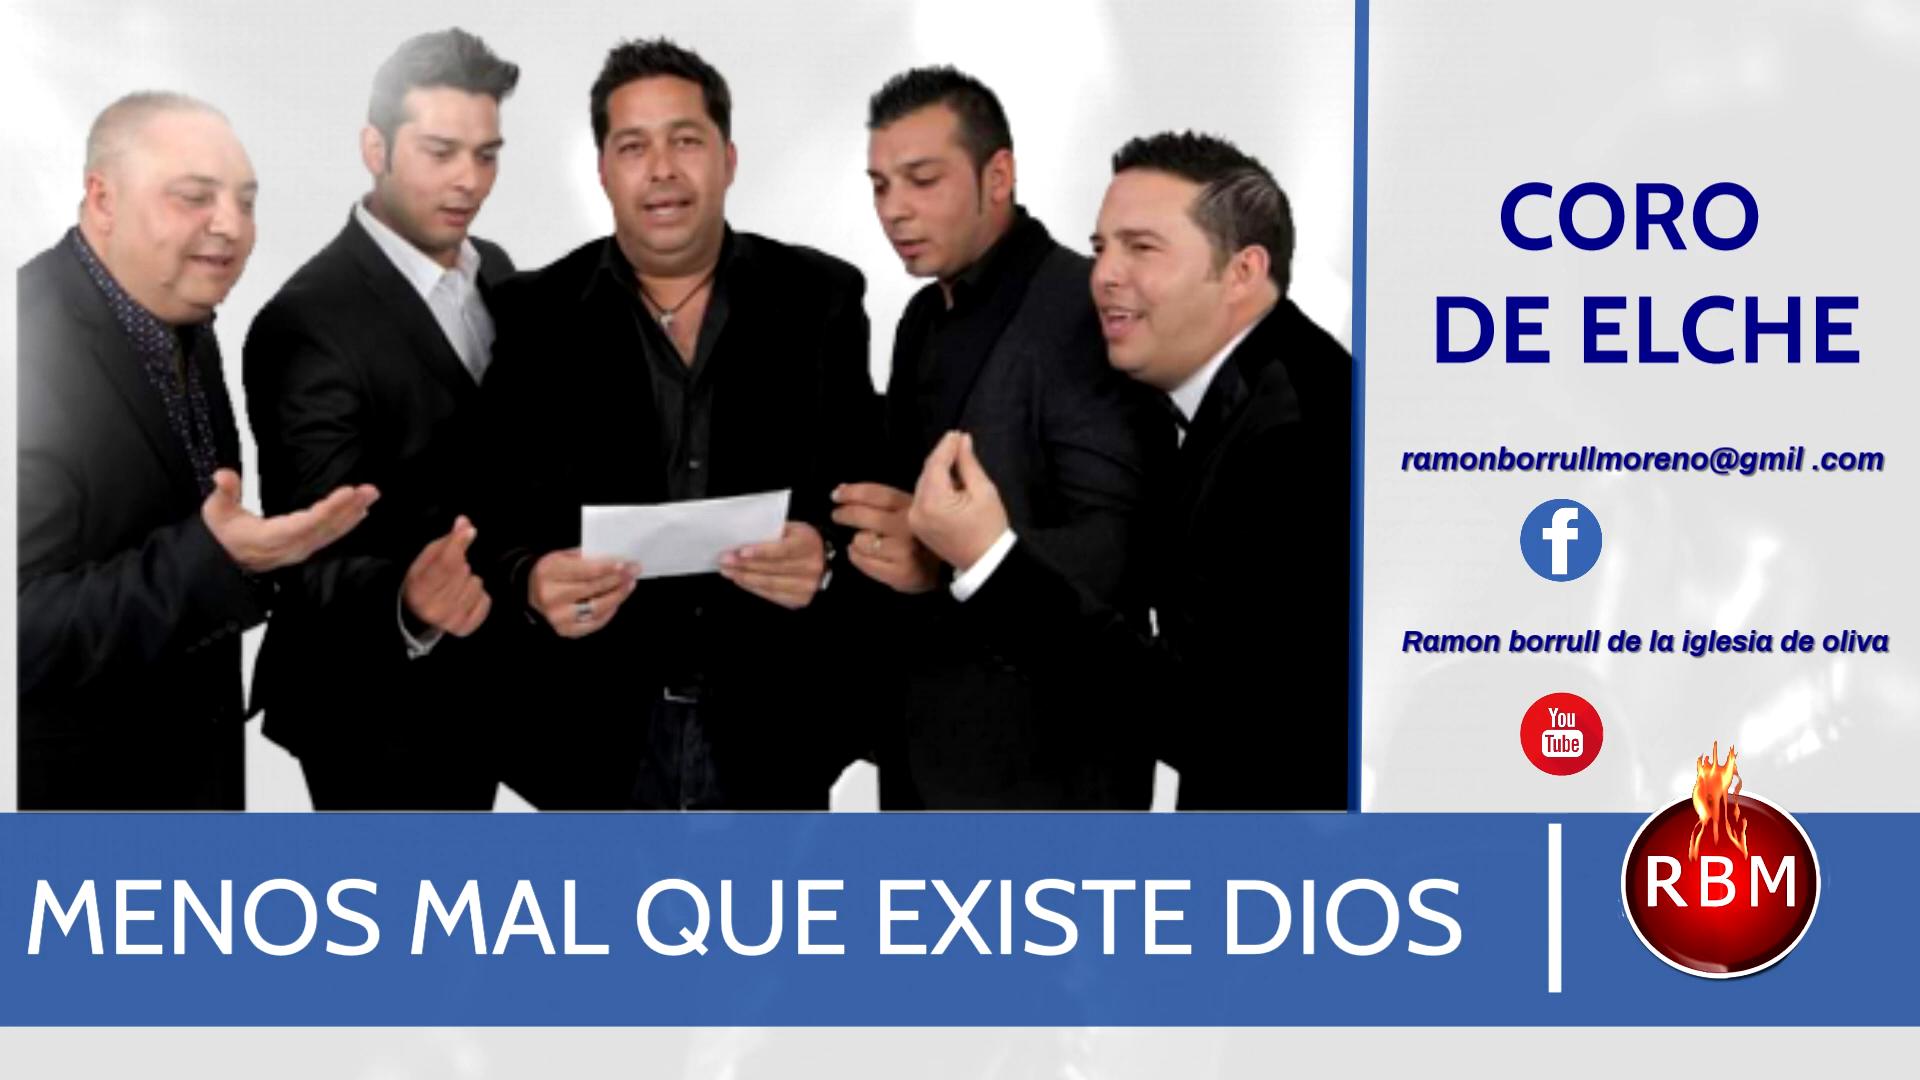 CORO
DE ELCHE
ramonborrullmoreno@gmil .com
f
Ramon borrull de la iglesia de oliva
You
Tube
MENOS MAL QUE EXISTE DIOS
RBM